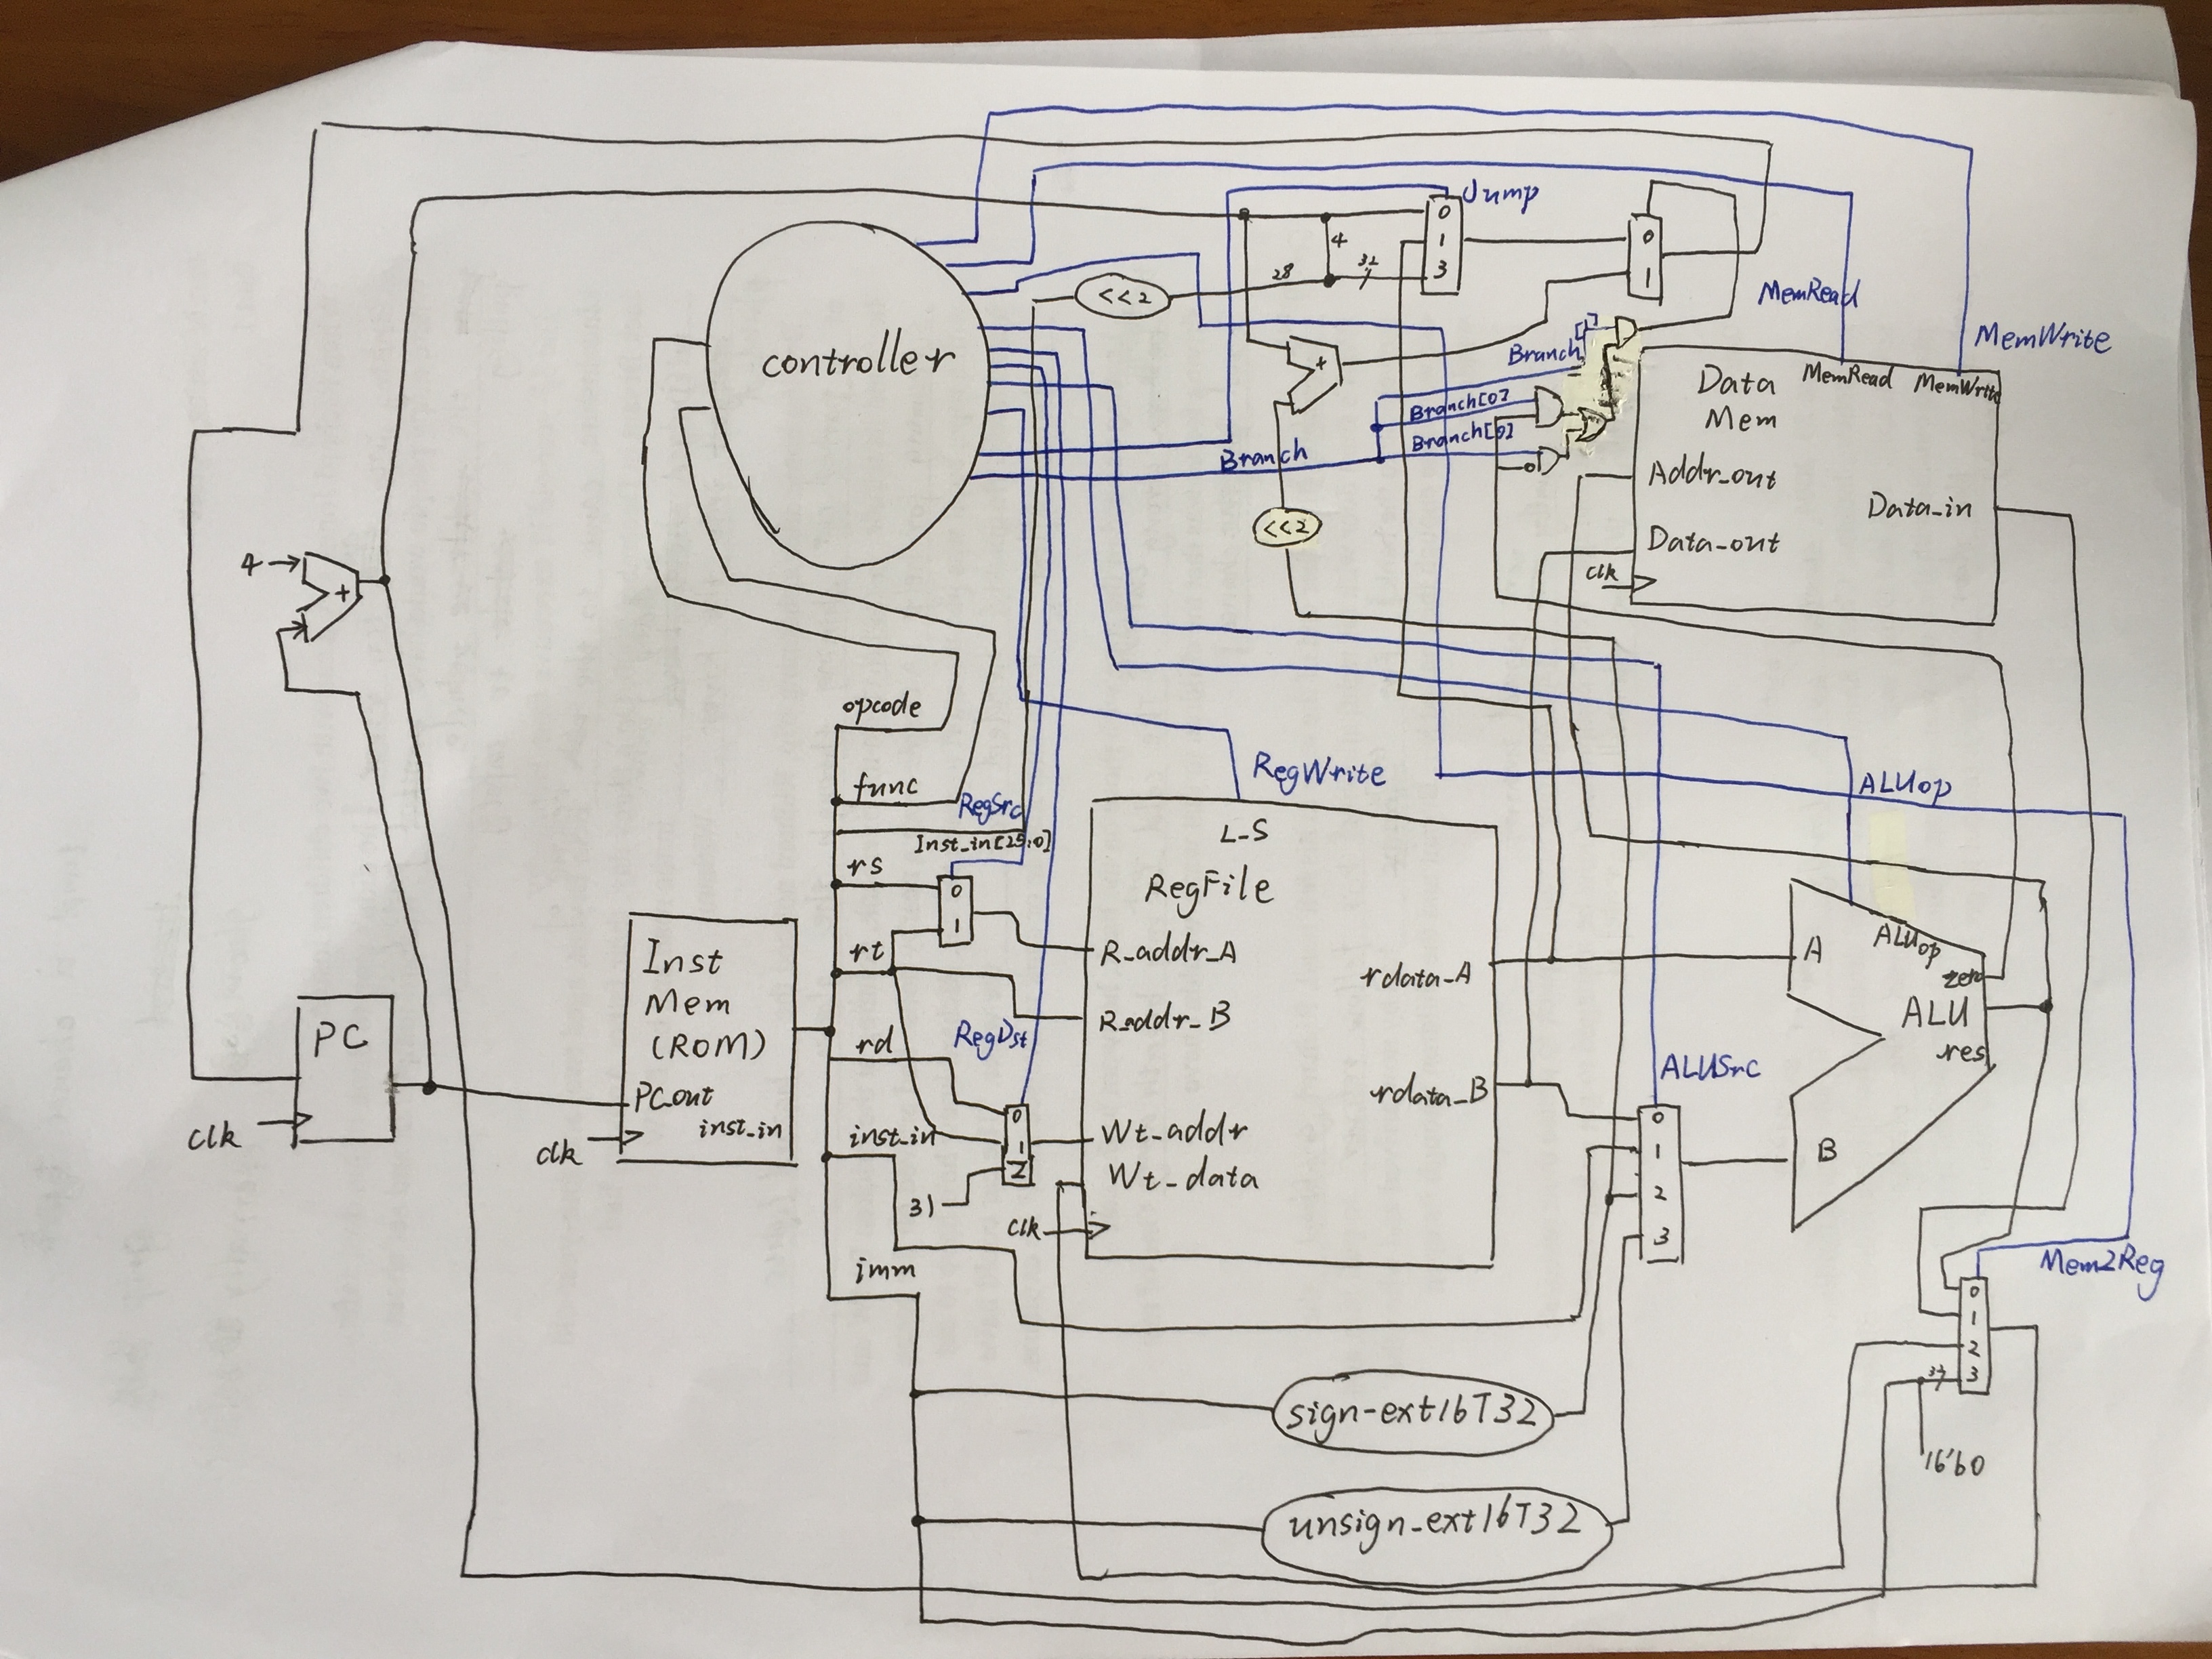 Jump
0
1
3
4
28
32
<<2
0
1
MemRead
MemWrite
controller
+
Branch[1]
Branch[0]
Branch[0]
Branch
<<2
Data
Mem
MemRead
MemWrite
Addr_out
Data_in
Data_out
clk
4
+
opcode
func
RegSrc
Inst_in[25:0]
rs
0
1
rt
rd
RegDst
inst_in
0
1
2
31
imm
RegWrite
L_S
RegFile
R_addr_A
R_addr_B
rdata_A
rdata_B
Wt_addr
Wt_data
clk
Inst
Mem
(ROM)
PC_out
inst_in
clk
PC
clk
ALUop
A
ALUop
zero
ALU
res
B
ALUSrc
0
1
2
3
Mem2Reg
0
1
2
3
32
16'b0
sign-ext16T32
unsign-ext16T32